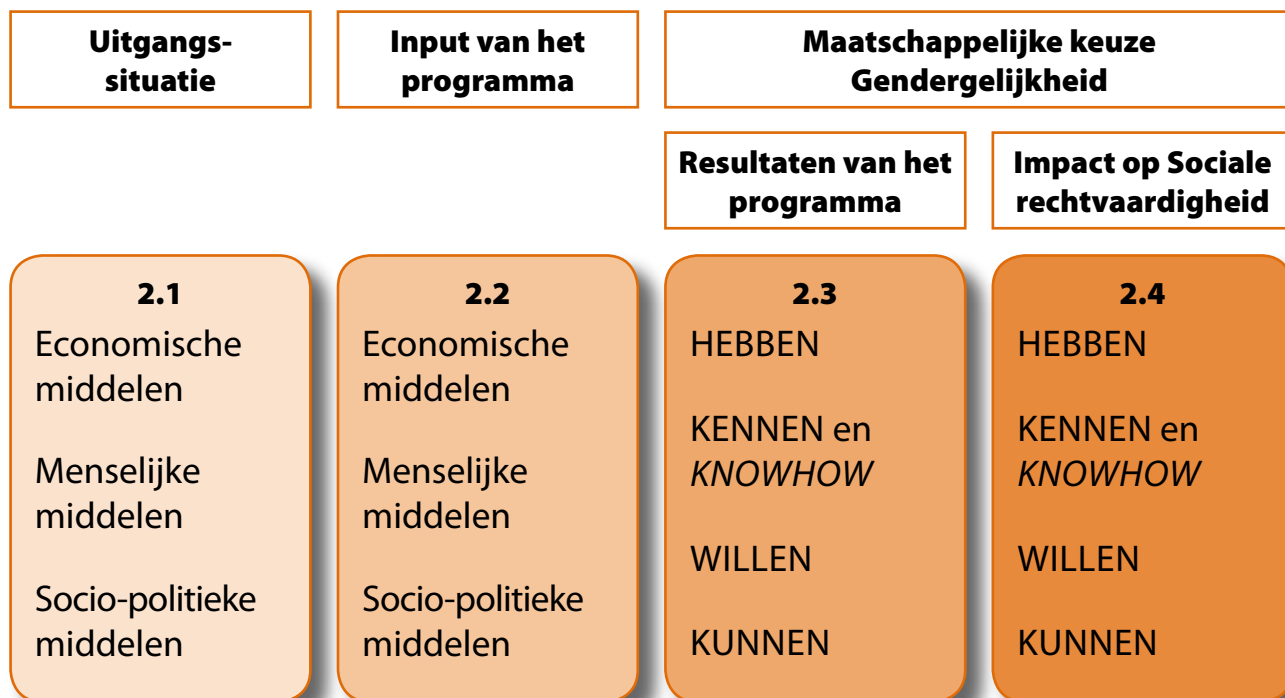 Uitgangs-
situatie
Input van het
programma
Maatschappelijke keuze
Gendergelijkheid
Resultaten van het
programma
Impact op Sociale
rechtvaardigheid
2.1
Economische
middelen
Menselijke
middelen
Socio-politieke
middelen
2.2
Economische
middelen
Menselijke
middelen
Socio-politieke
middelen
2.3
HEBBEN
KENNEN en
KNOWHOW
WILLEN
KUNNEN
2.4
HEBBEN
KENNEN en
KNOWHOW
WILLEN
KUNNEN